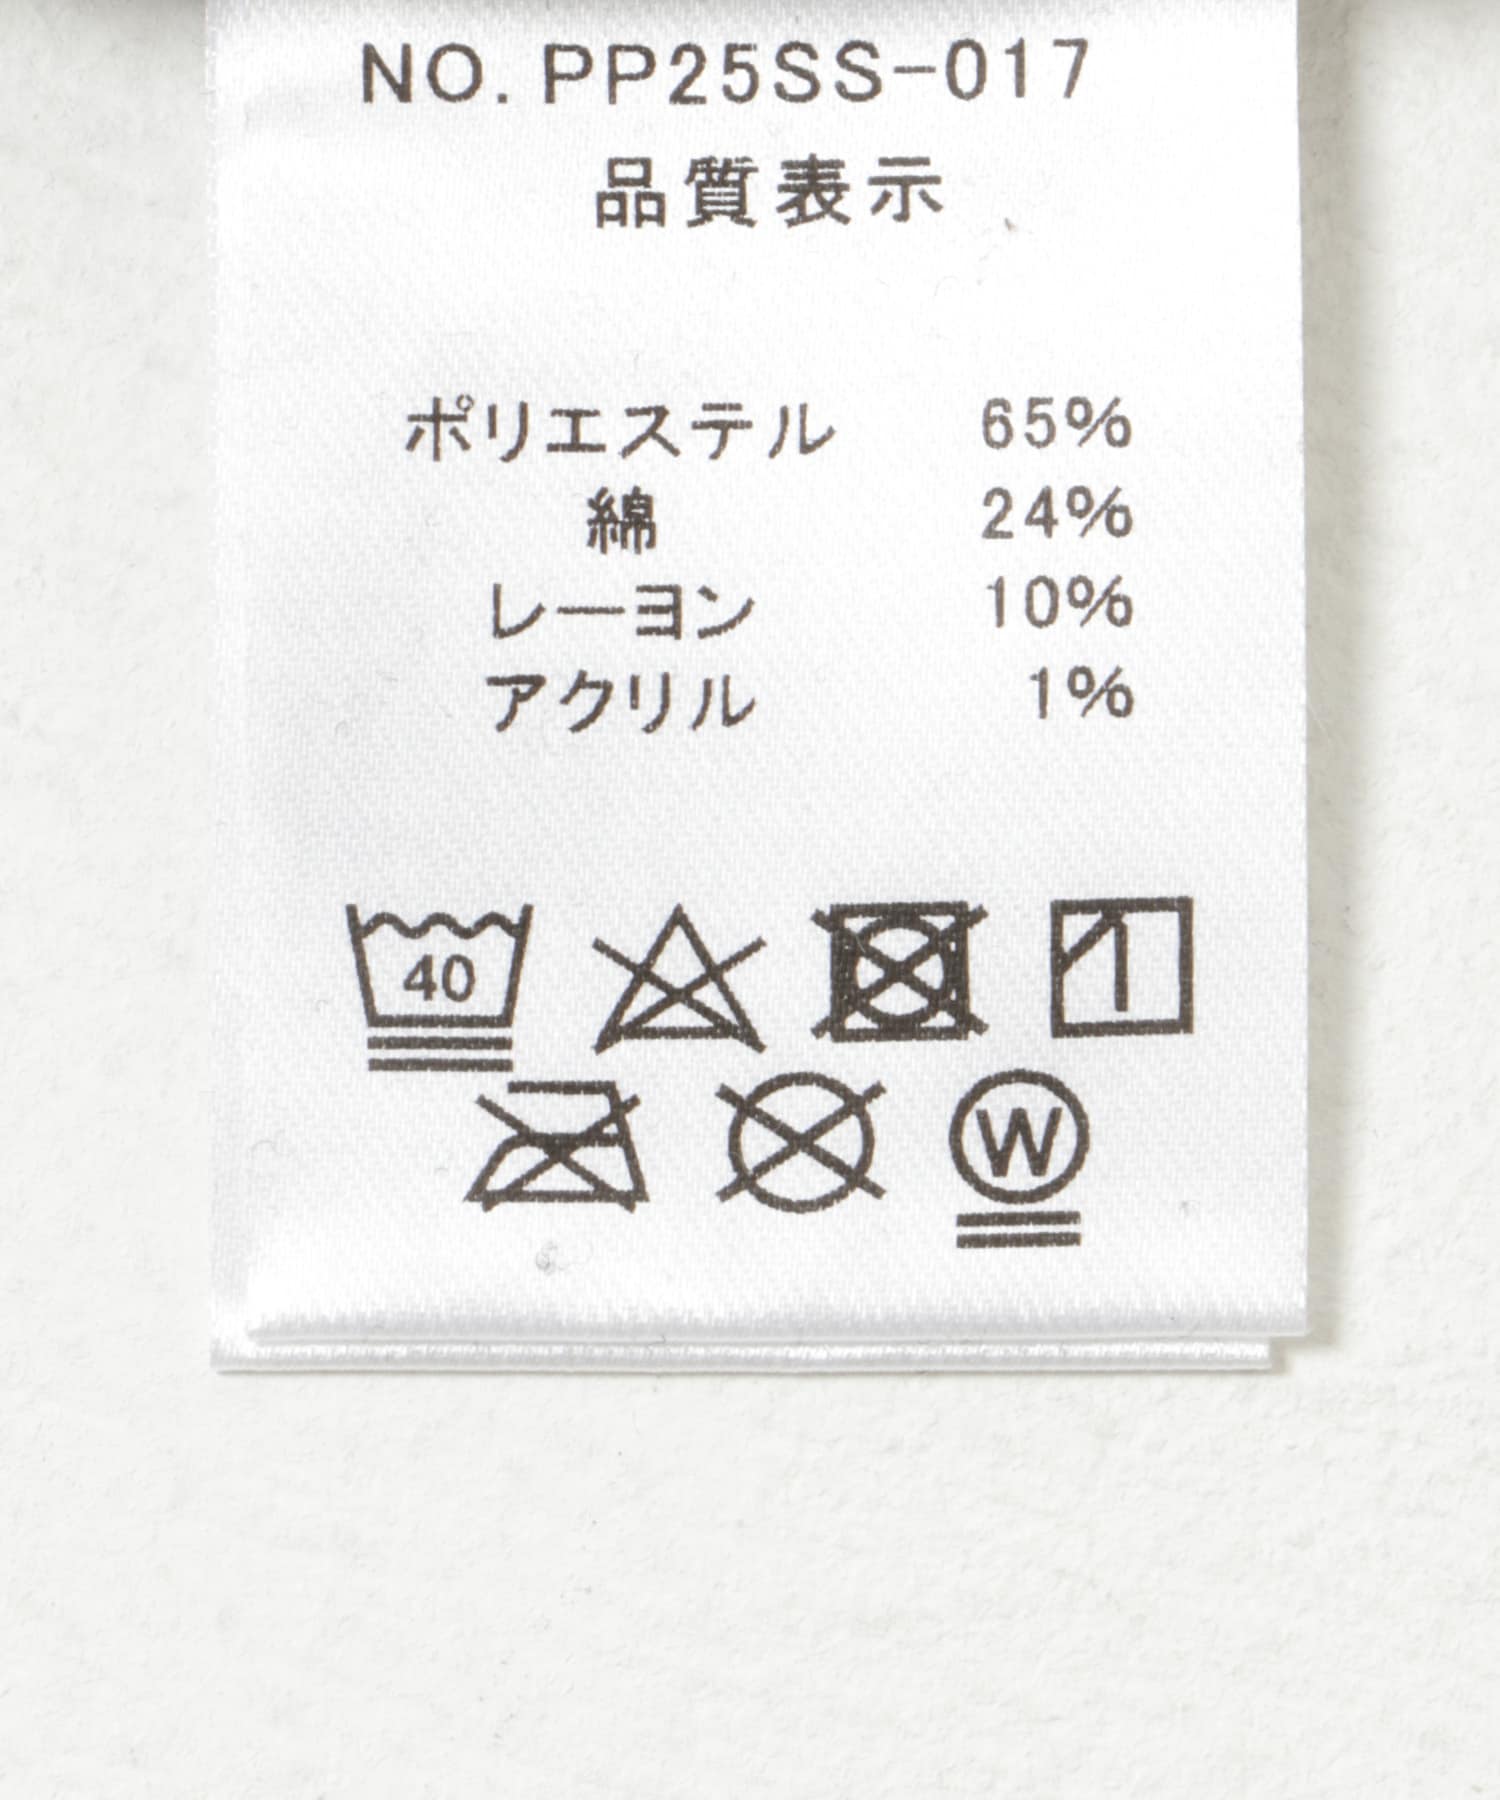 NO. PP25SS-017
品質表示
ポリエステル 65%
綿 24%
レーヨン 10%
アクリル 1%
40
W